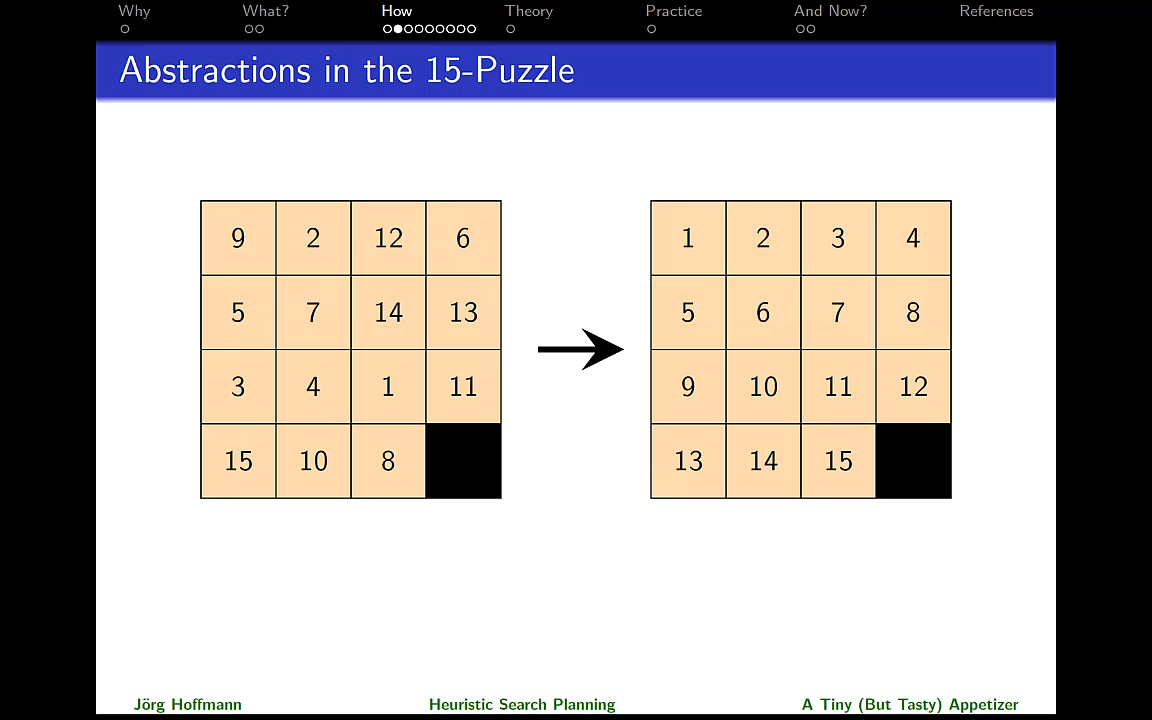 Why What? How Theory Practice And Now? References
Abstractions in the 15-Puzzle
9 2 12 6
5 7 14 13
3 4 1 11
15 10 8
1 2 3 4
5 6 7 8
9 10 11 12
13 14 15
Jörg Hoffmann Heuristic Search Planning A Tiny (But Tasty) Appetizer